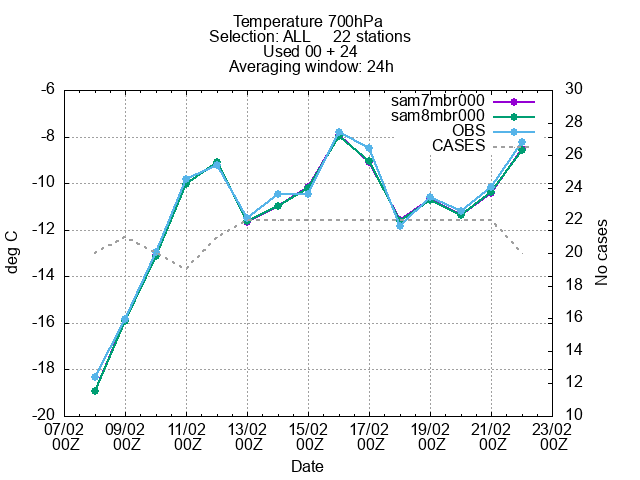 Temperature 700hPa
Selection: ALL     22 stations
Used 00 + 24
Averaging window: 24h
sam7mbr000
sam8mbr000
OBS
CASES
-6
-8
-10
-12
-14
-16
-18
-20
deg C
30
28
26
24
22
20
18
16
14
12
10
No cases
07/02 09/02 11/02 13/02 15/02 17/02 19/02 21/02 23/02
00Z 00Z 00Z 00Z 00Z 00Z 00Z 00Z 00Z
Date